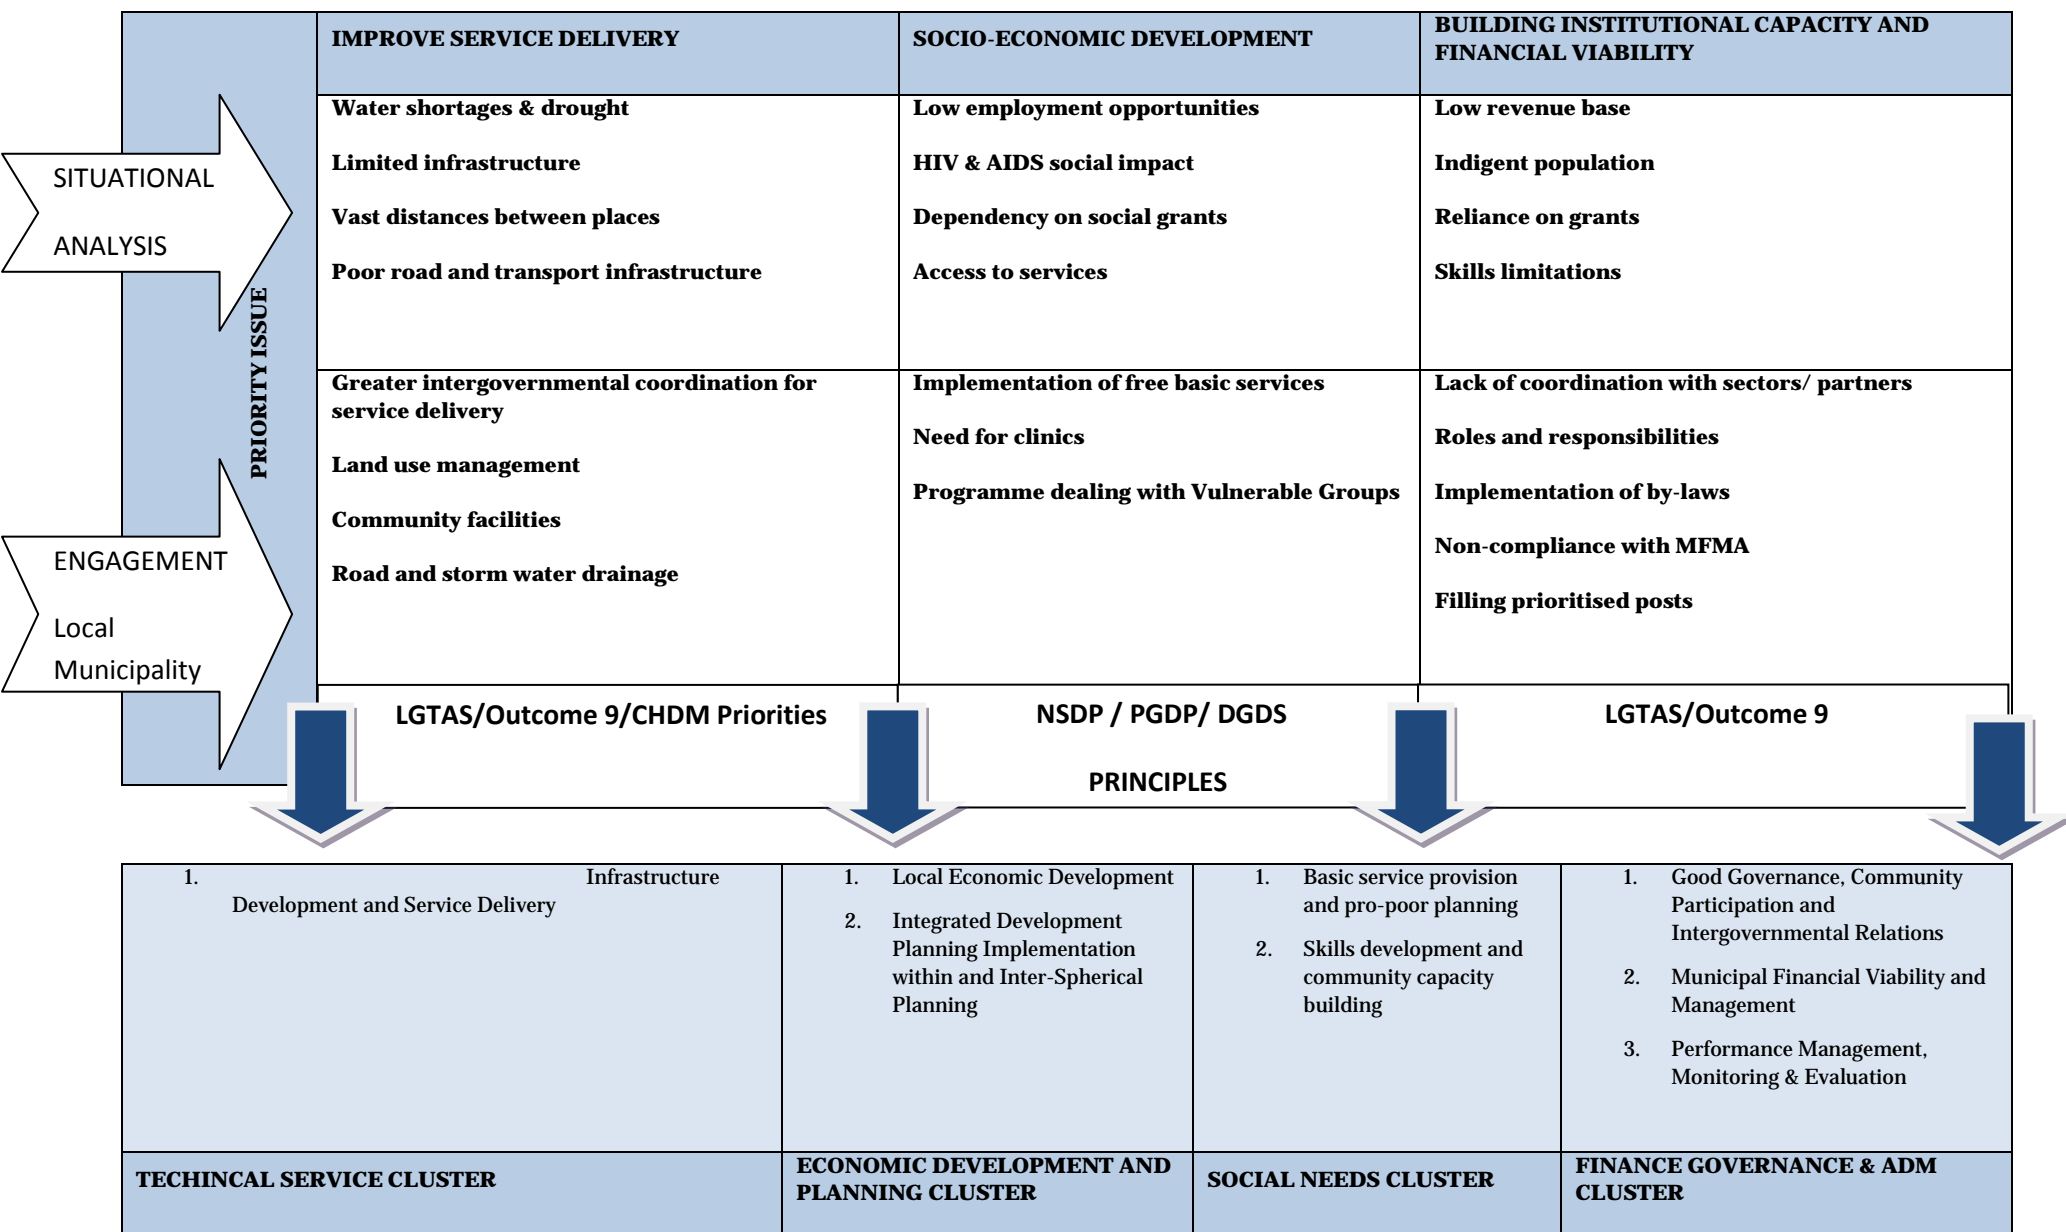 IMPROVE SERVICE DELIVERY
SOCIO-ECONOMIC DEVELOPMENT
BUILDING INSTITUTIONAL CAPACITY AND
FINANCIAL VIABILITY
PRIORITY ISSUE
SITUATIONAL
ANALYSIS
Water shortages & drought
Limited infrastructure
Vast distances between places
Poor road and transport infrastructure
Low employment opportunities
HIV & AIDS social impact
Dependency on social grants
Access to services
Low revenue base
Indigent population
Reliance on grants
Skills limitations
ENGAGEMENT
Local
Municipality
Greater intergovernmental coordination for
service delivery
Land use management
Community facilities
Road and storm water drainage
Implementation of free basic services
Need for clinics
Programme dealing with Vulnerable Groups
Lack of coordination with sectors/ partners
Roles and responsibilities
Implementation of by-laws
Non-compliance with MFMA
Filling prioritised posts
LGTAS/Outcome 9/CHDM Priorities
NSDP / PGDP/ DGDS
PRINCIPLES
LGTAS/Outcome 9
1. Infrastructure
Development and Service Delivery
1. Local Economic Development
2. Integrated Development
Planning Implementation
within and Inter-Spherical
Planning
1. Basic service provision
and pro-poor planning
2. Skills development and
community capacity
building
1. Good Governance, Community
Participation and
Intergovernmental Relations
2. Municipal Financial Viability and
Management
3. Performance Management,
Monitoring & Evaluation
TECHINCAL SERVICE CLUSTER
ECONOMIC DEVELOPMENT AND
PLANNING CLUSTER
SOCIAL NEEDS CLUSTER
FINANCE GOVERNANCE & ADM
CLUSTER